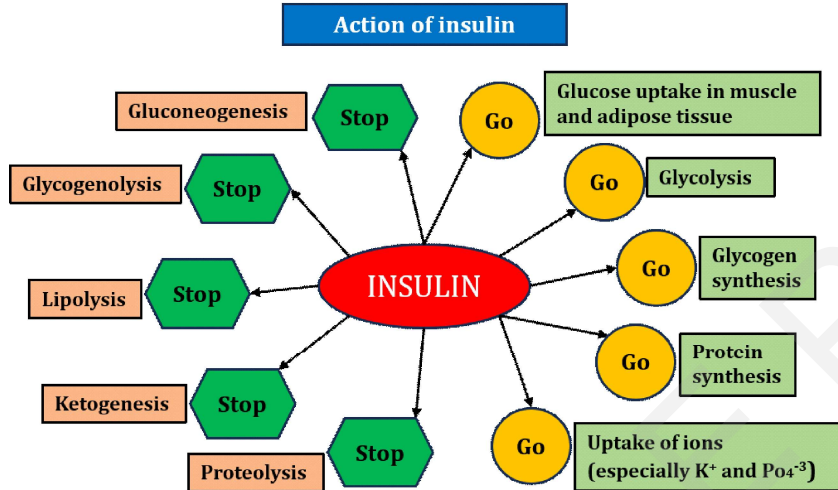 Action of insulin
Gluconeogenesis
Stop
Go
Glucose uptake in muscle
and adipose tissue
Glycogenolysis
Stop
Go
Glycolysis
Lipolysis
Stop
INSULIN
Go
Glycogen
synthesis
Ketogenesis
Stop
Go
Protein
synthesis
Proteolysis
Stop
Go
Uptake of ions
(especially K⁺ and Po₄⁻³)